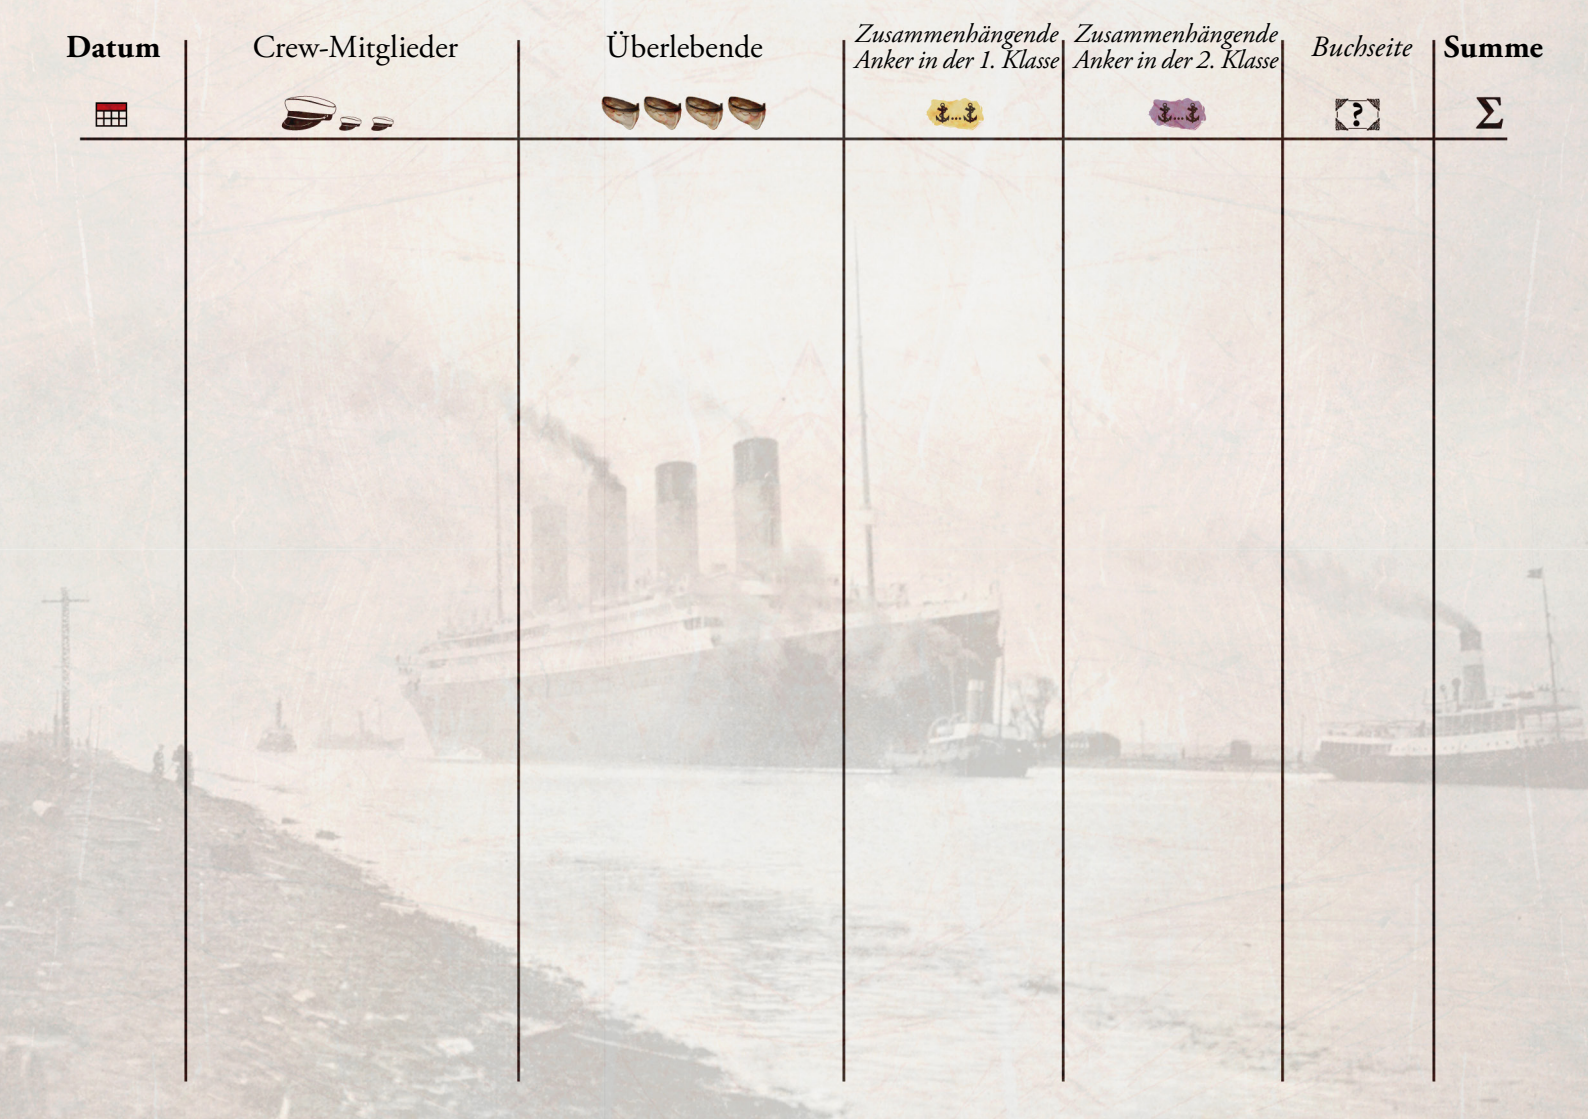 Datum
Crew-Mitglieder
Überlebende
Zusammenhängende
Anker in der 1. Klasse
Zusammenhängende
Anker in der 2. Klasse
Buchseite
Summe
...
...
?
Σ